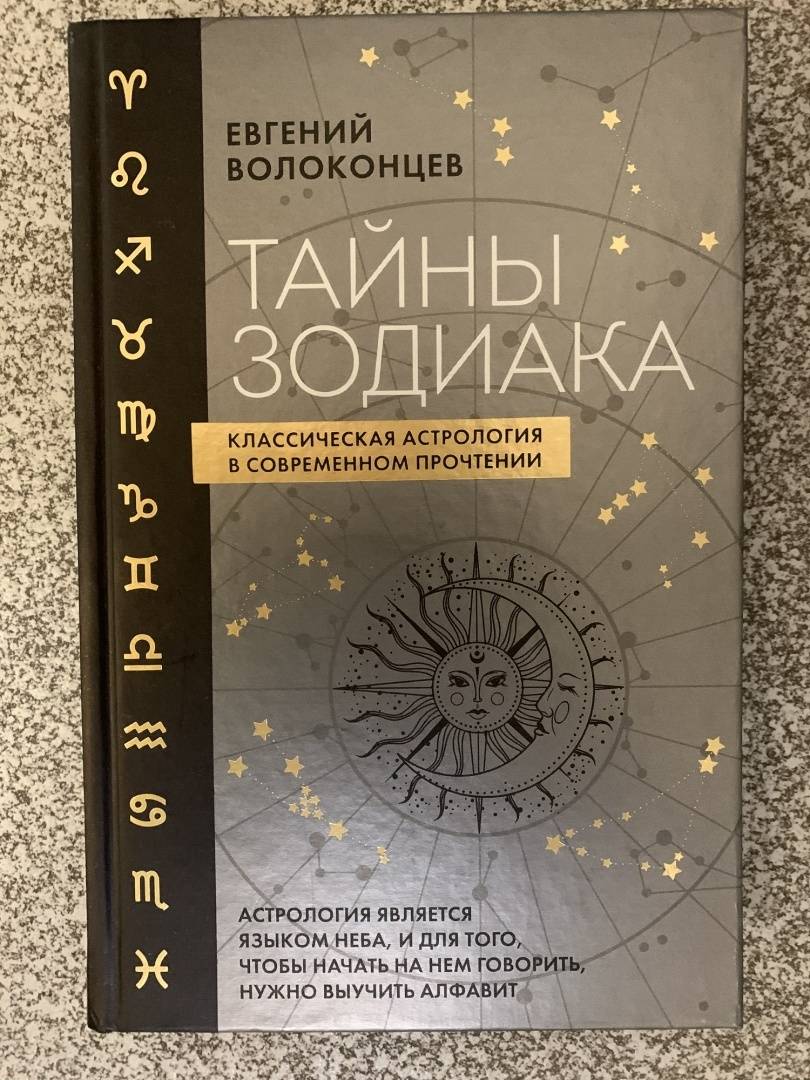 ЕВГЕНИЙ
ВОЛОКОНЦЕВ
ТАЙНЫ
ЗОДИАКА
КЛАССИЧЕСКАЯ АСТРОЛОГИЯ
В СОВРЕМЕННОМ ПРОЧТЕНИИ
АСТРОЛОГИЯ ЯВЛЯЕТСЯ
ЯЗЫКОМ НЕБА, И ДЛЯ ТОГО,
ЧТОБЫ НАЧАТЬ НА НЕМ ГОВОРИТЬ,
НУЖНО ВЫУЧИТЬ АЛФАВИТ